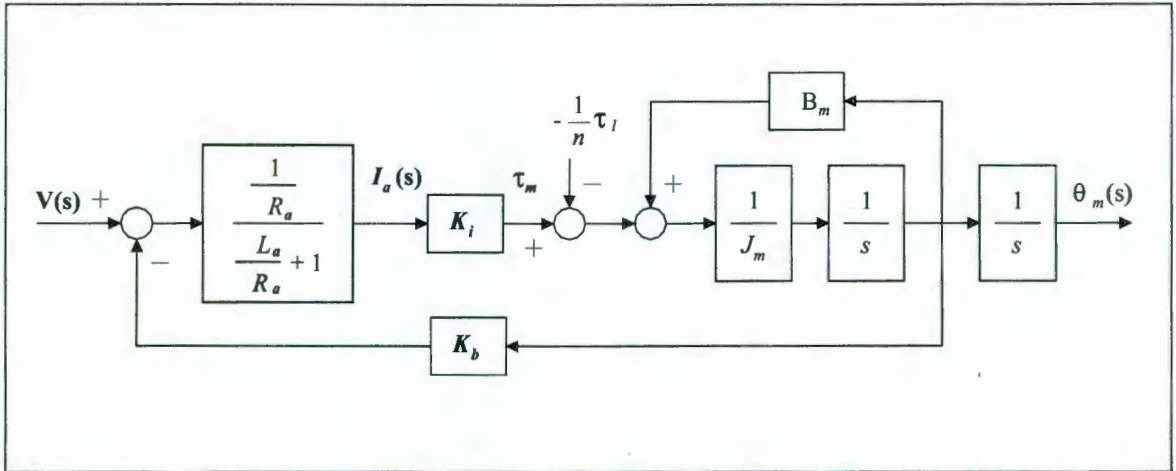 B_m
- 1/n τ_l
V(s) +
−
1/R_a
L_a/R_a + 1
I_a(s)
K_i
τ_m
+
−
+
1/J_m
1/s
1/s
θ_m(s)
K_b